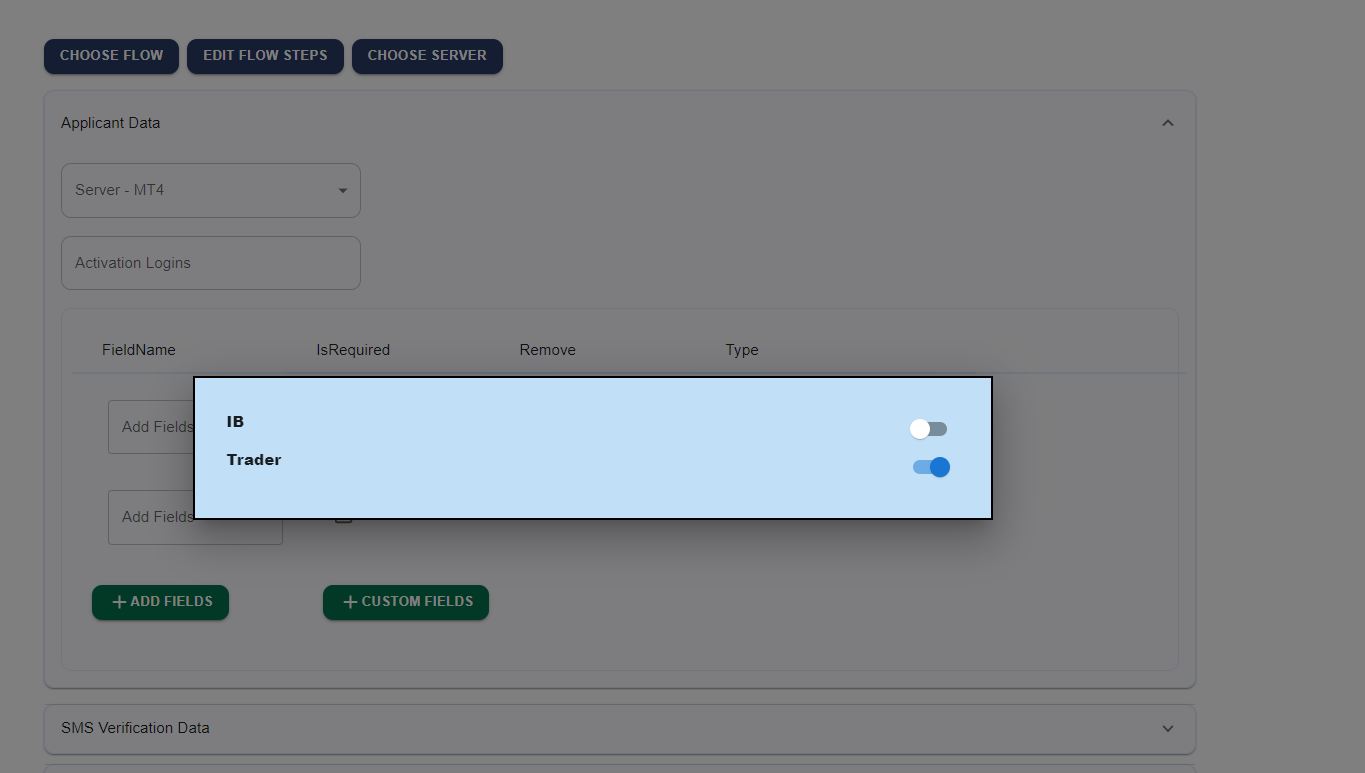 CHOOSE FLOW EDIT FLOW STEPS CHOOSE SERVER
Applicant Data
Server - MT4
Activation Logins
FieldName IsRequired Remove Type
Add Fields
IB
Trader
Add Fields
ADD FIELDS CUSTOM FIELDS
SMS Verification Data